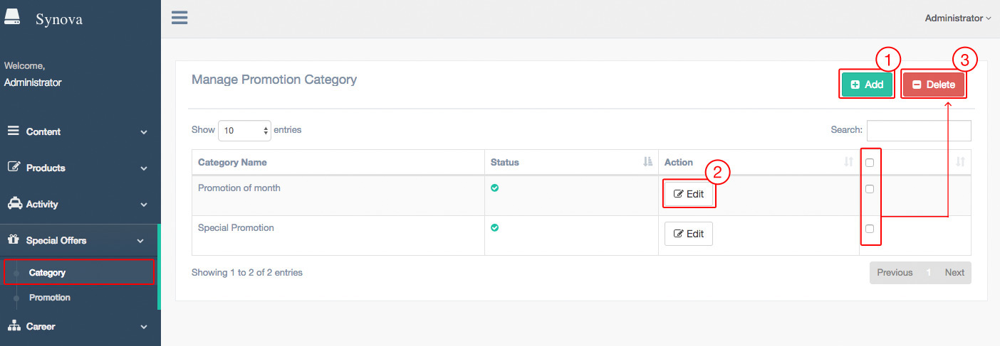 Synova
Administrator
Welcome,
Administrator
Content
Products
Activity
Special Offers
Category
Promotion
Career
Manage Promotion Category
1
Add
3
Delete
Show 10 entries
Search:
Category Name Status Action
2
Promotion of month Edit
Special Promotion Edit
Showing 1 to 2 of 2 entries
Previous 1 Next